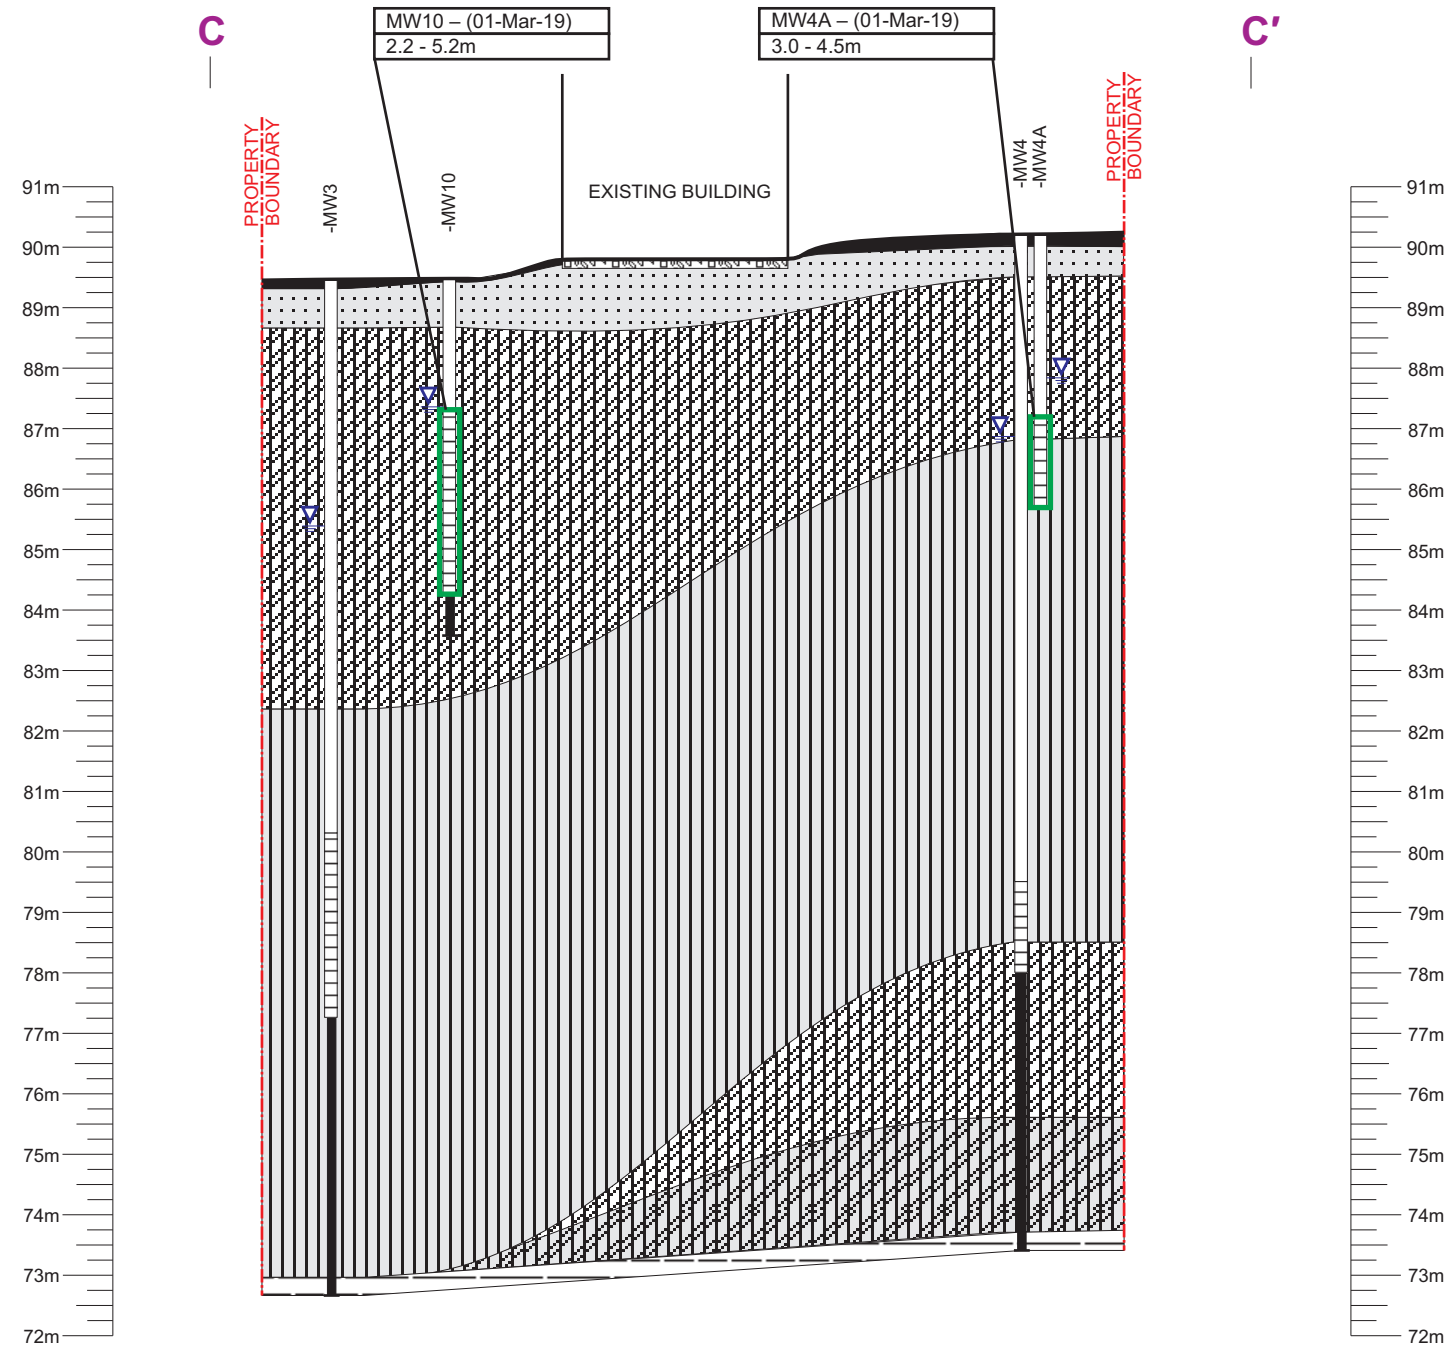 C
C'
MW10 – (01-Mar-19)
2.2 - 5.2m
MW4A – (01-Mar-19)
3.0 - 4.5m
PROPERTY
BOUNDARY
-MW3
-MW10
EXISTING BUILDING
-MW4
-MW4A
PROPERTY
BOUNDARY
91m
90m
89m
88m
87m
86m
85m
84m
83m
82m
81m
80m
79m
78m
77m
76m
75m
74m
73m
72m
91m
90m
89m
88m
87m
86m
85m
84m
83m
82m
81m
80m
79m
78m
77m
76m
75m
74m
73m
72m